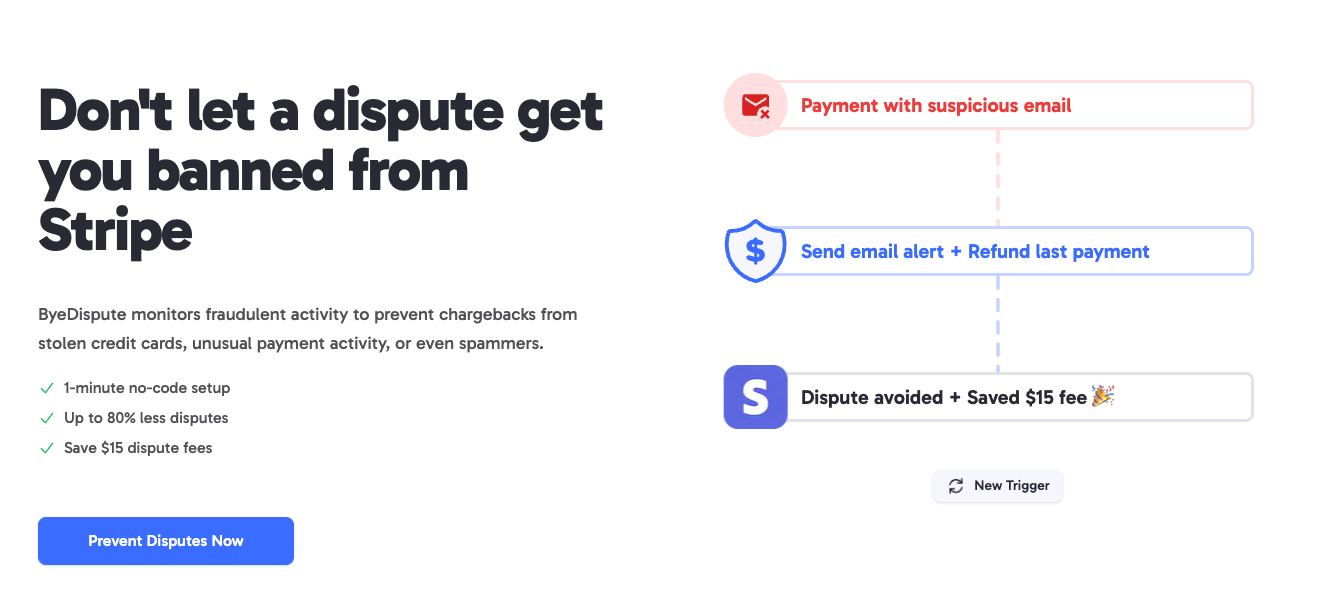 Don't let a dispute get
you banned from
Stripe
ByeDispute monitors fraudulent activity to prevent chargebacks from
stolen credit cards, unusual payment activity, or even spammers.
1-minute no-code setup
Up to 80% less disputes
Save $15 dispute fees
Prevent Disputes Now
Payment with suspicious email
$
Send email alert + Refund last payment
S
Dispute avoided + Saved $15 fee 🎉
New Trigger